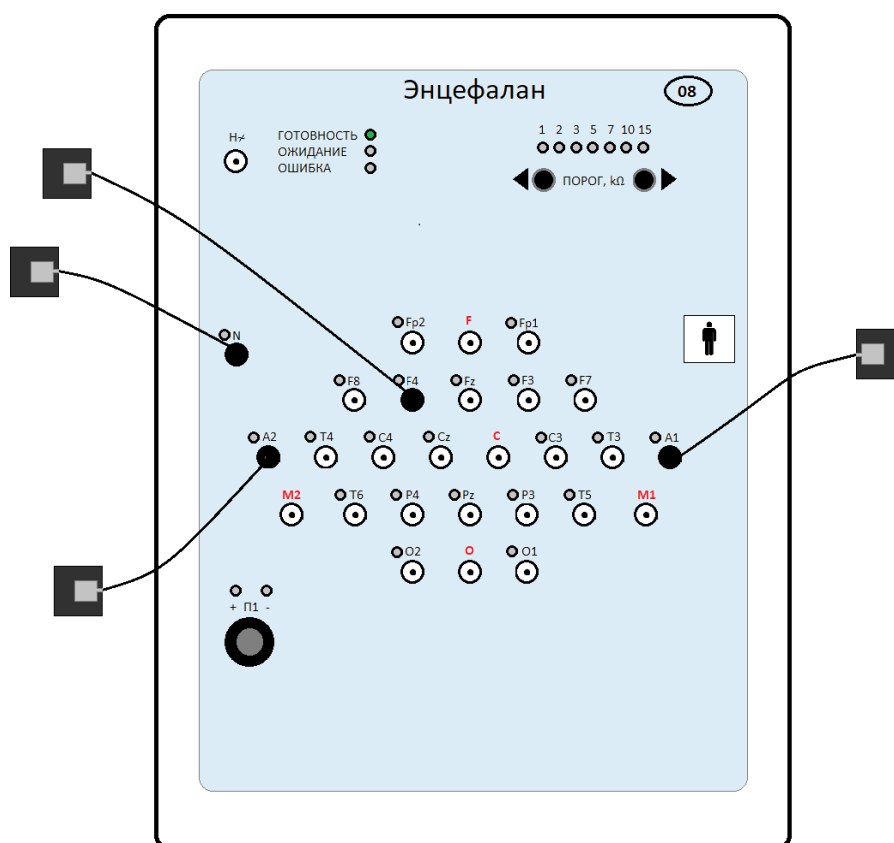 Энцефалан
08
1 2 3 5 7 10 15
Н
ГОТОВНОСТЬ
ОЖИДАНИЕ
ОШИБКА
ПОРОГ, kΩ
Fp2 F Fp1
N
F8 F4 Fz F3 F7
A2 T4 C4 Cz C C3 T3 A1
M2 T6 P4 Pz P3 T5 M1
O2 O O1
+ П1 -